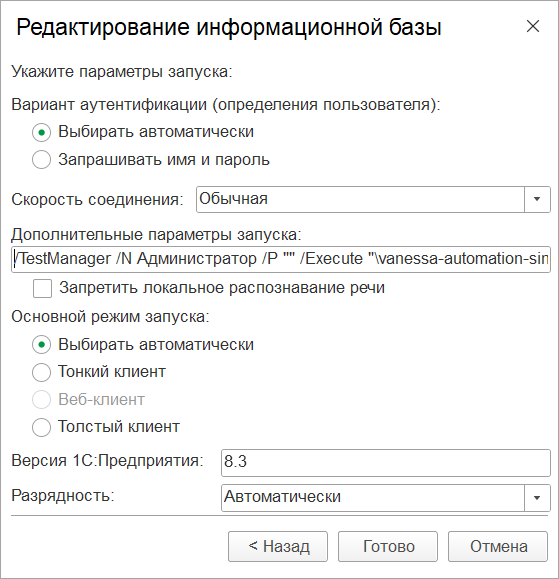 Редактирование информационной базы
Укажите параметры запуска:
Вариант аутентификации (определения пользователя):
Выбирать автоматически
Запрашивать имя и пароль
Скорость соединения: Обычная
Дополнительные параметры запуска:
/TestManager /N Администратор /P "" /Execute "\vanessa-automation-sin
Запретить локальное распознавание речи
Основной режим запуска:
Выбирать автоматически
Тонкий клиент
Веб-клиент
Толстый клиент
Версия 1С:Предприятия: 8.3
Разрядность: Автоматически
< Назад Готово Отмена